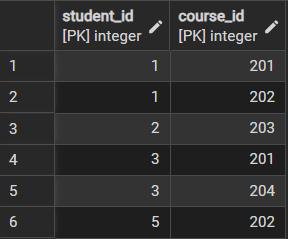 student_id course_id
[PK] integer [PK] integer
1 1 201
2 1 202
3 2 203
4 3 201
5 3 204
6 5 202